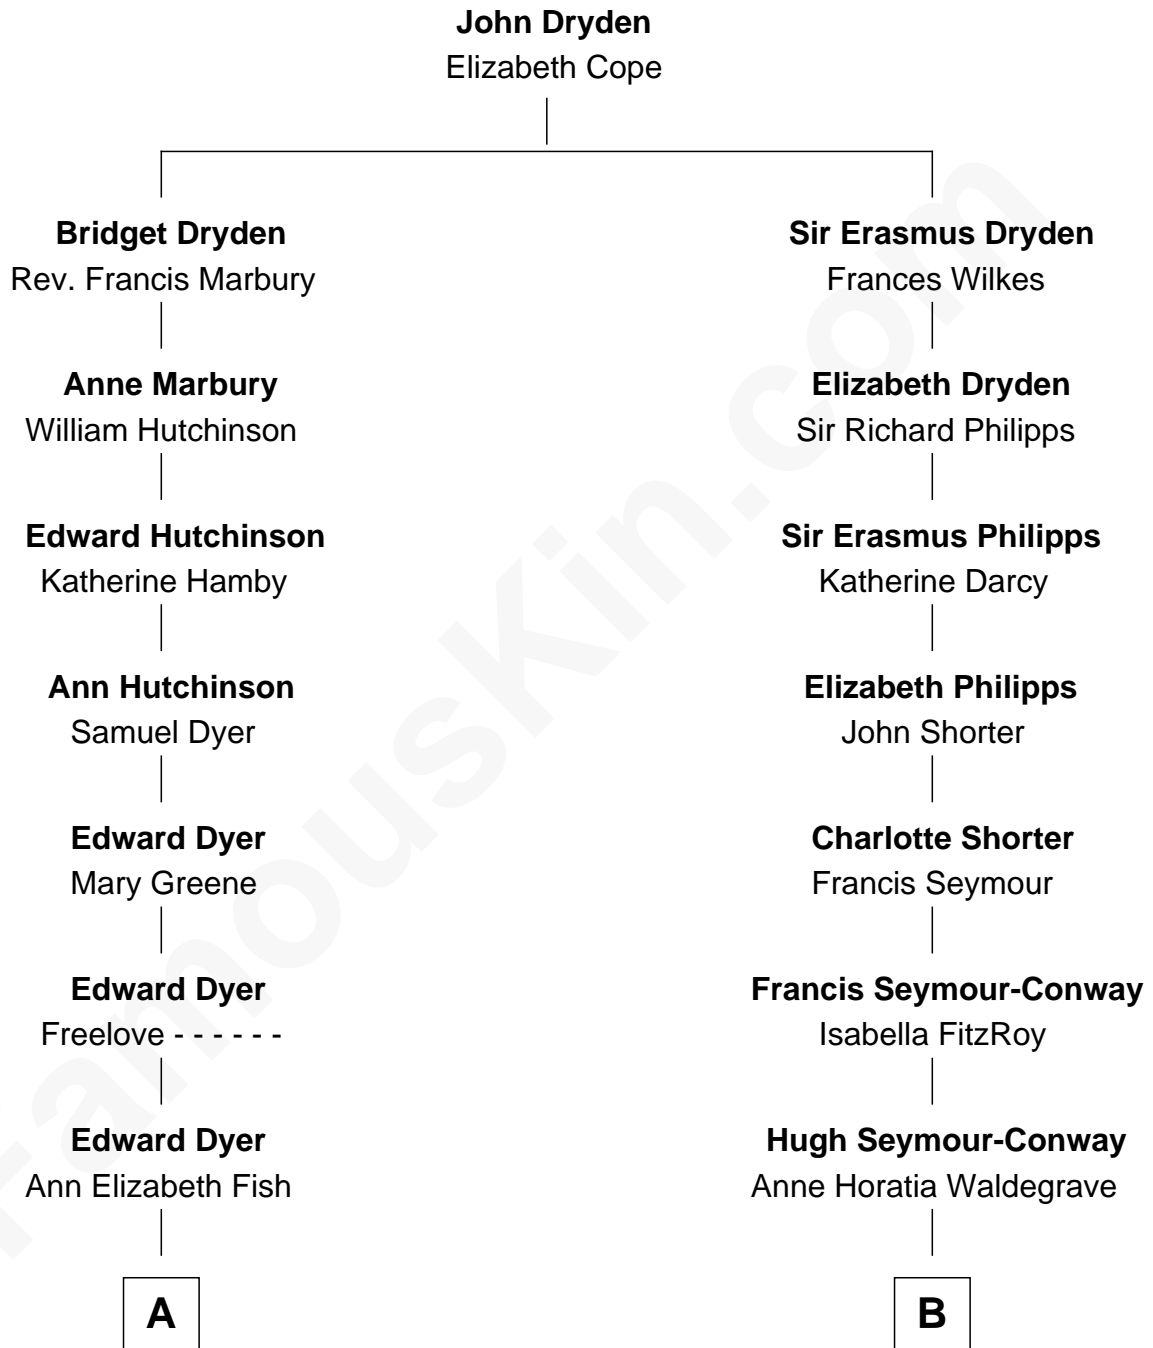 John Dryden
Elizabeth Cope
Bridget Dryden
Rev. Francis Marbury
Sir Erasmus Dryden
Frances Wilkes
Anne Marbury
William Hutchinson
Elizabeth Dryden
Sir Richard Philipps
Edward Hutchinson
Katherine Hamby
Sir Erasmus Philipps
Katherine Darcy
Ann Hutchinson
Samuel Dyer
Elizabeth Philipps
John Shorter
Edward Dyer
Mary Greene
Charlotte Shorter
Francis Seymour
Edward Dyer
Freelove - - - - - -
Francis Seymour-Conway
Isabella FitzRoy
Edward Dyer
Ann Elizabeth Fish
Hugh Seymour-Conway
Anne Horatia Waldegrave
A
B
FamousKin.com